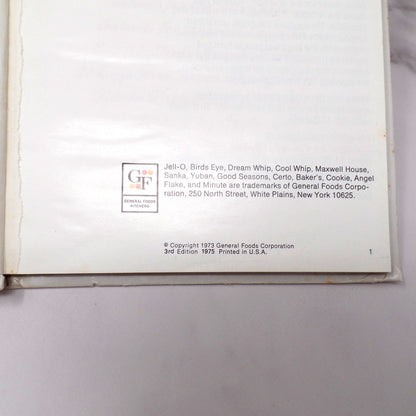 GF
GENERAL FOODS
KITCHENS
Jell-O, Birds Eye, Dream Whip, Cool Whip, Maxwell House,
Sanka, Yuban, Good Seasons, Certo, Baker's, Cookie, Angel
Flake, and Minute are trademarks of General Foods Corpo-
ration, 250 North Street, White Plains, New York 10625.
© Copyright 1973 General Foods Corporation
3rd Edition 1975 Printed in U.S.A.
1